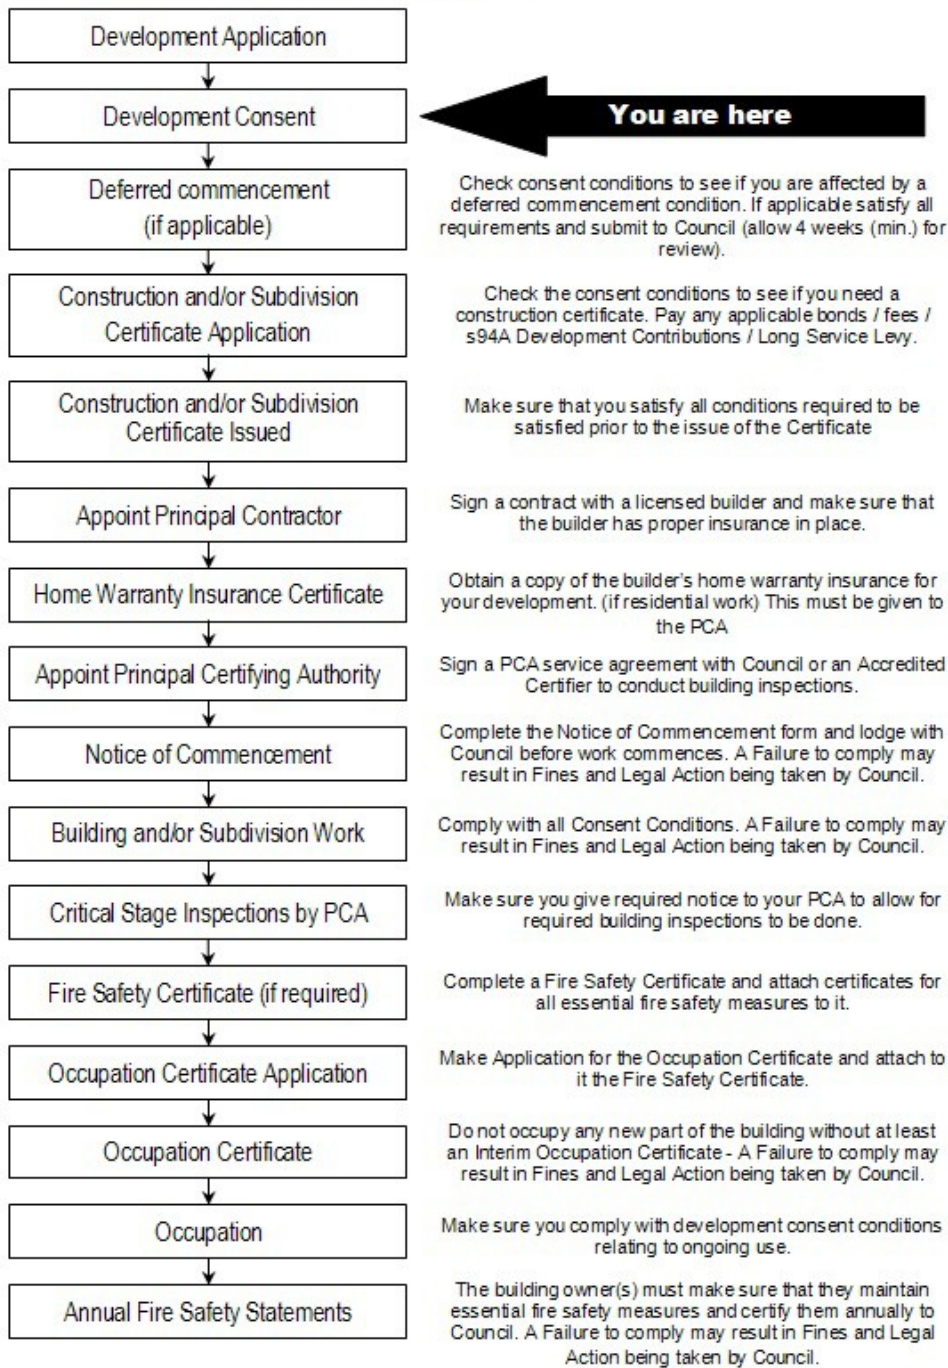 Development Application
Development Consent
You are here
Deferred commencement
(if applicable)
Check consent conditions to see if you are affected by a
deferred commencement condition. If applicable satisfy all
requirements and submit to Council (allow 4 weeks (min.) for
review).
Construction and/or Subdivision
Certificate Application
Check the consent conditions to see if you need a
construction certificate. Pay any applicable bonds / fees /
s94A Development Contributions / Long Service Levy.
Construction and/or Subdivision
Certificate Issued
Make sure that you satisfy all conditions required to be
satisfied prior to the issue of the Certificate
Appoint Principal Contractor
Sign a contract with a licensed builder and make sure that
the builder has proper insurance in place.
Home Warranty Insurance Certificate
Obtain a copy of the builder's home warranty insurance for
your development. (if residential work) This must be given to
the PCA
Appoint Principal Certifying Authority
Sign a PCA service agreement with Council or an Accredited
Certifier to conduct building inspections.
Notice of Commencement
Complete the Notice of Commencement form and lodge with
Council before work commences. A Failure to comply may
result in Fines and Legal Action being taken by Council.
Building and/or Subdivision Work
Comply with all Consent Conditions. A Failure to comply may
result in Fines and Legal Action being taken by Council.
Critical Stage Inspections by PCA
Make sure you give required notice to your PCA to allow for
required building inspections to be done.
Fire Safety Certificate (if required)
Complete a Fire Safety Certificate and attach certificates for
all essential fire safety measures to it.
Occupation Certificate Application
Make Application for the Occupation Certificate and attach to
it the Fire Safety Certificate.
Occupation Certificate
Do not occupy any new part of the building without at least
an Interim Occupation Certificate - A Failure to comply may
result in Fines and Legal Action being taken by Council.
Occupation
Make sure you comply with development consent conditions
relating to ongoing use.
Annual Fire Safety Statements
The building owner(s) must make sure that they maintain
essential fire safety measures and certify them annually to
Council. A Failure to comply may result in Fines and Legal
Action being taken by Council.